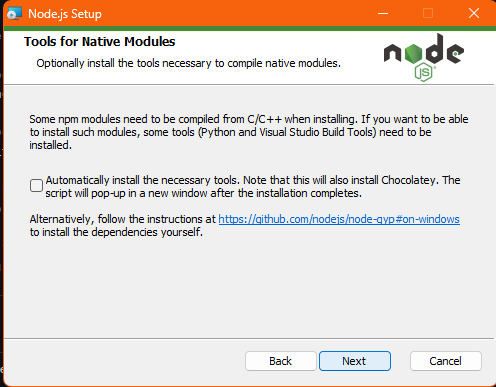 Node.js Setup
Tools for Native Modules
Optionally install the tools necessary to compile native modules.
node
JS
Some npm modules need to be compiled from C/C++ when installing. If you want to be able
to install such modules, some tools (Python and Visual Studio Build Tools) need to be
installed.
Automatically install the necessary tools. Note that this will also install Chocolatey. The
script will pop-up in a new window after the installation completes.
Alternatively, follow the instructions at https://github.com/nodejs/node-gyp#on-windows
to install the dependencies yourself.
Back
Next
Cancel